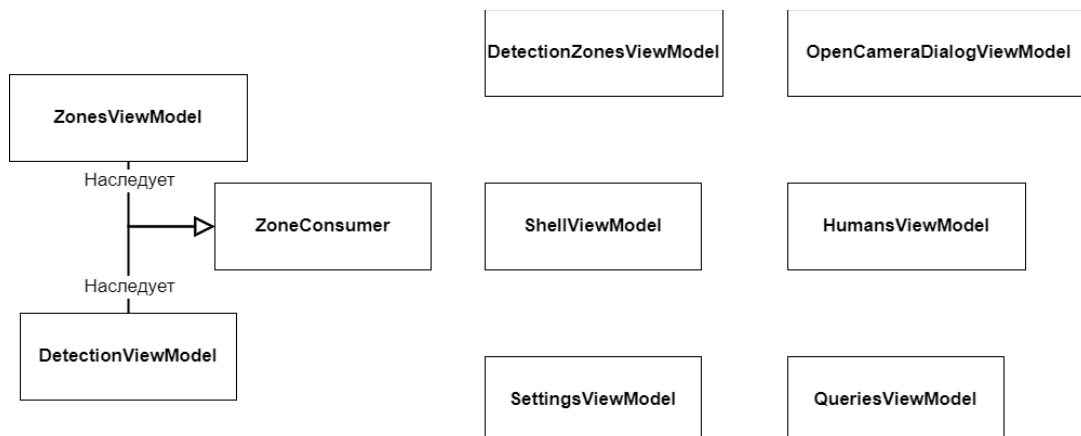 DetectionZonesViewModel
OpenCameraDialogViewModel
ZonesViewModel
Наследует
ZoneConsumer
ShellViewModel
HumansViewModel
Наследует
DetectionViewModel
SettingsViewModel
QueriesViewModel